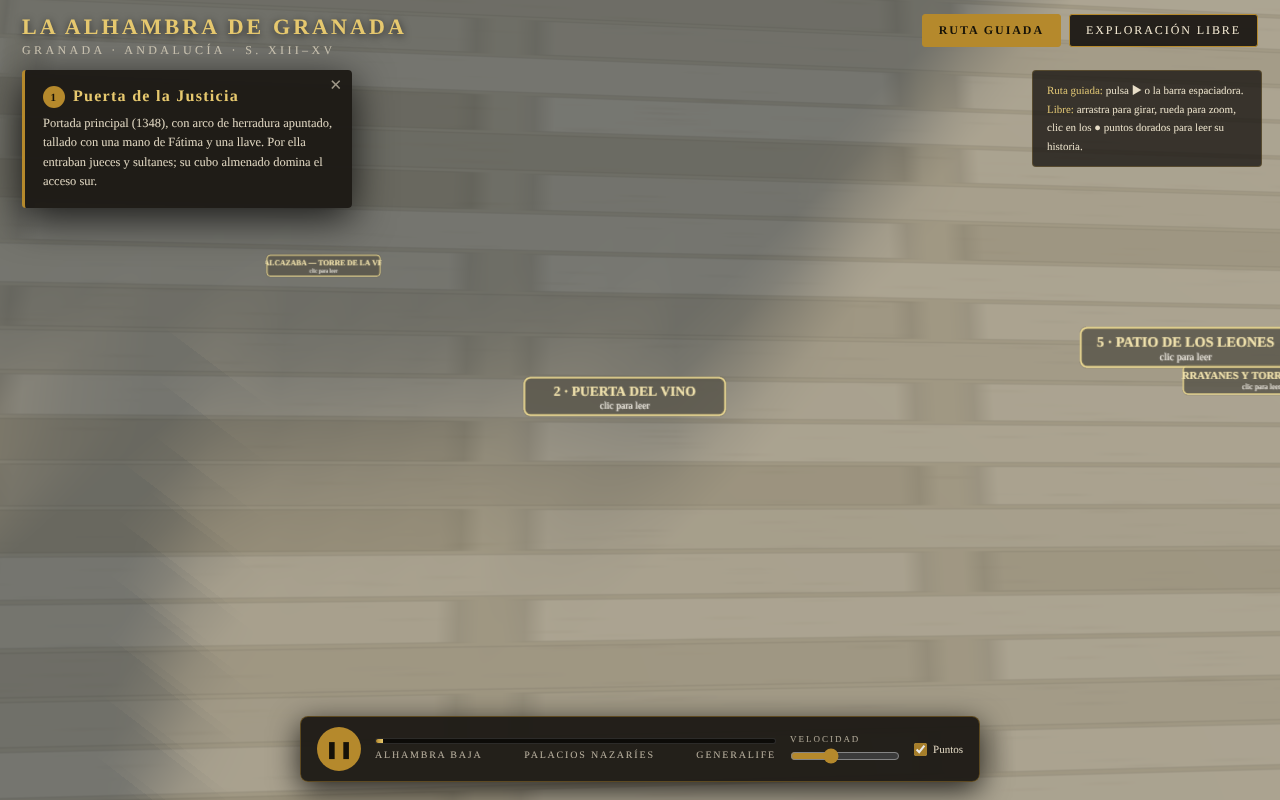 LA ALHAMBRA DE GRANADA
GRANADA · ANDALUCÍA · S. XIII–XV
RUTA GUIADA
EXPLORACIÓN LIBRE
1 Puerta de la Justicia ✕
Portada principal (1348), con arco de herradura apuntado,
tallado con una mano de Fátima y una llave. Por ella
entraban jueces y sultanes; su cubo almenado domina el
acceso sur.
Ruta guiada: pulsa ▶ o la barra espaciadora.
Libre: arrastra para girar, rueda para zoom,
clic en los ● puntos dorados para leer su
historia.
ALCAZABA — TORRE DE LA
clic para leer
2 · PUERTA DEL VINO
clic para leer
5 · PATIO DE LOS LEONES
clic para leer
RRAYANES Y TORR
clic para leer
ALHAMBRA BAJA
PALACIOS NAZARÍES
GENERALIFE
VELOCIDAD
Puntos